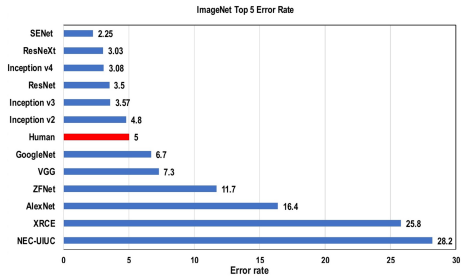 ImageNet Top 5 Error Rate
SENet 2.25
ResNeXt 3.03
Inception v4 3.08
ResNet 3.5
Inception v3 3.57
Inception v2 4.8
Human 5
GoogleNet 6.7
VGG 7.3
ZFNet 11.7
AlexNet 16.4
XRCE 25.8
NEC-UIUC 28.2
0 5 10 15 20 25 30
Error rate